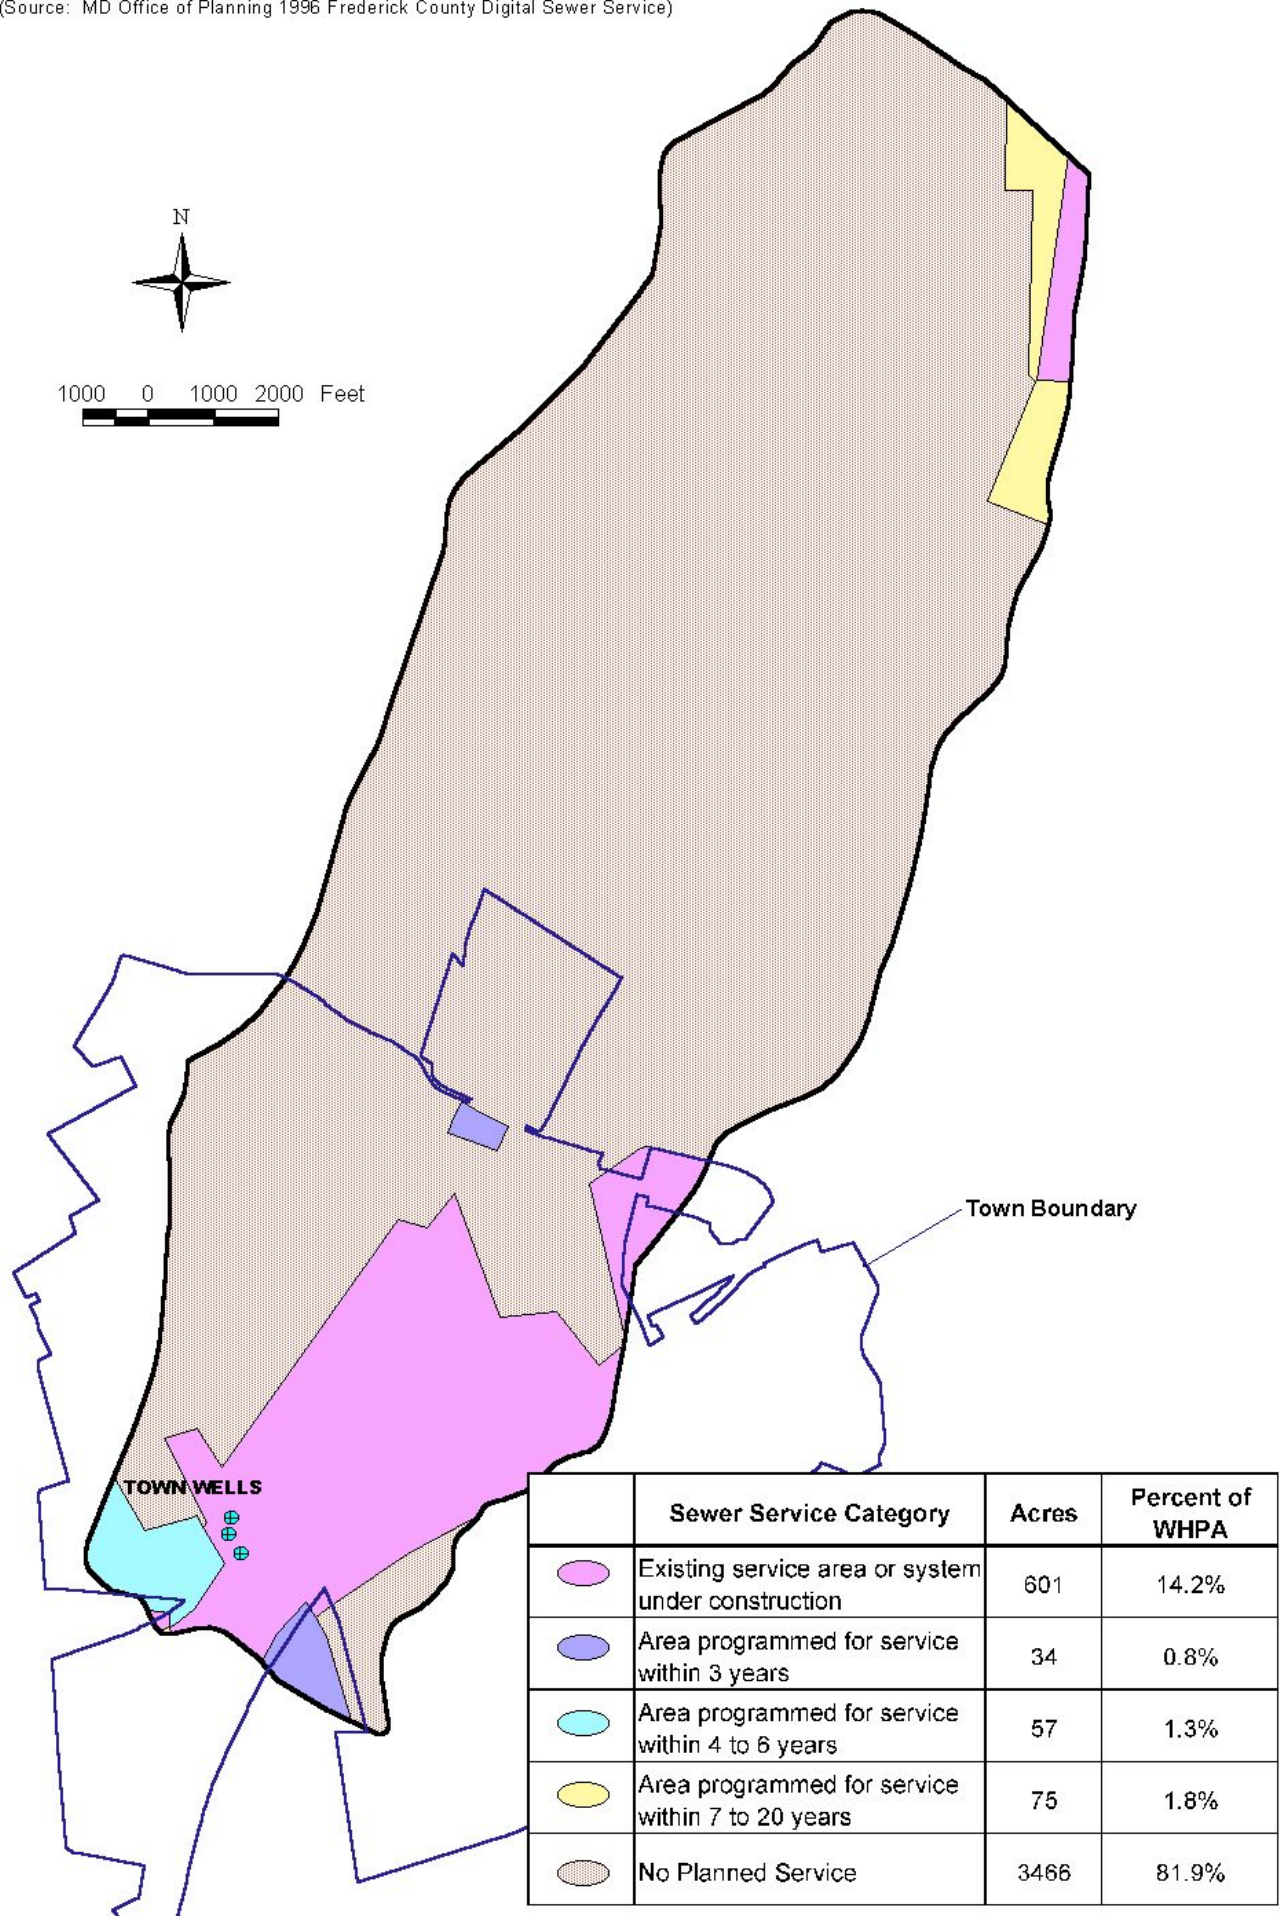 (Source: MD Office of Planning 1996 Frederick County Digital Sewer Service)
N
1000 0 1000 2000 Feet
Town Boundary
TOWN WELLS
Sewer Service Category Acres Percent of
WHPA
Existing service area or system
under construction 601 14.2%
Area programmed for service
within 3 years 34 0.8%
Area programmed for service
within 4 to 6 years 57 1.3%
Area programmed for service
within 7 to 20 years 75 1.8%
No Planned Service 3466 81.9%